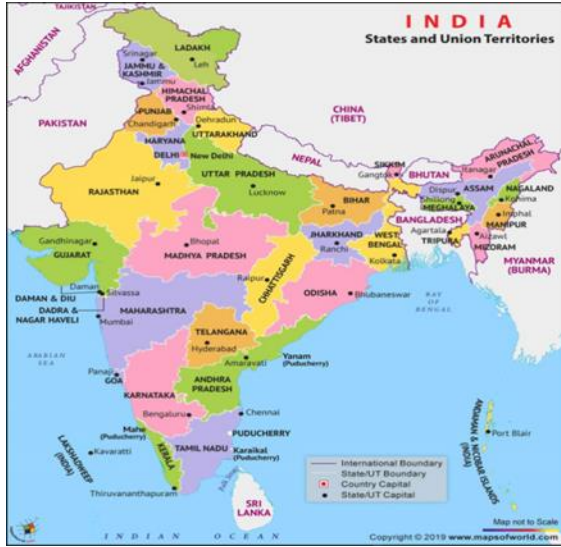 INDIA
States and Union Territories
TAJIKISTAN
AFGHANISTAN
PAKISTAN
CHINA
(TIBET)
NEPAL
BHUTAN
BANGLADESH
MYANMAR
(BURMA)
SRI
LANKA
LADAKH
Leh
Srinagar
JAMMU &
KASHMIR
Jammu
HIMACHAL
PRADESH
Shimla
PUNJAB
Chandigarh
Dehradun
UTTARAKHAND
HARYANA
DELHI
New Delhi
RAJASTHAN
Jaipur
UTTAR PRADESH
Lucknow
BIHAR
Patna
SIKKIM
Gangtok
ARUNACHAL
PRADESH
Itanagar
ASSAM
Dispur
NAGALAND
Kohima
Shillong
MEGHALAYA
Imphal
MANIPUR
Agartala
TRIPURA
Aizawl
MIZORAM
WEST
BENGAL
Kolkata
JHARKHAND
Ranchi
Gandhinagar
GUJARAT
Bhopal
MADHYA PRADESH
Raipur
CHHATTISGARH
ODISHA
Bhubaneswar
Daman
DAMAN & DIU
Silvassa
DADRA &
NAGAR HAVELI
MAHARASHTRA
Mumbai
TELANGANA
Hyderabad
Amaravati
Yanam
(Puducherry)
ANDHRA
PRADESH
Panaji
GOA
KARNATAKA
Bengaluru
Chennai
Mahe
(Puducherry)
PUDUCHERRY
TAMIL NADU
Karaikal
(Puducherry)
KERALA
Thiruvananthapuram
LAKSHADWEEP
(INDIA)
Kavaratti
ANDAMAN & NICOBAR ISLANDS
(INDIA)
Port Blair
ARABIAN
SEA
BAY
OF
BENGAL
INDIAN OCEAN
International Boundary
State/UT Boundary
Country Capital
State/UT Capital
Map not to Scale
Copyright © 2019 www.mapsofworld.com